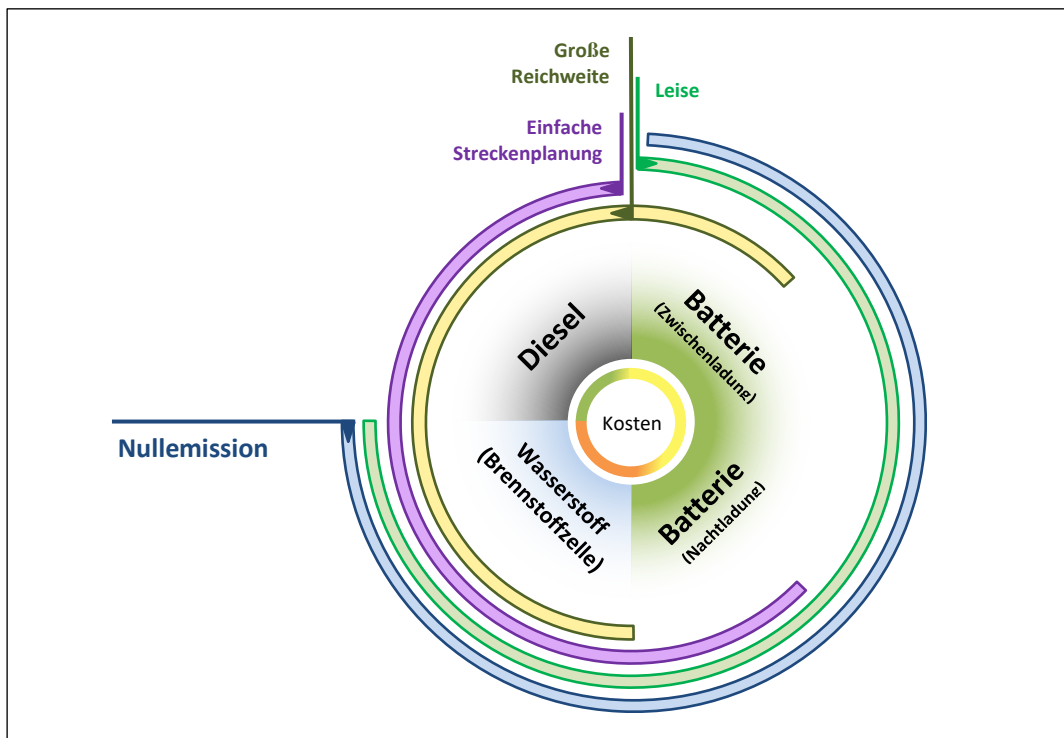 Große
Reichweite
Leise
Einfache
Streckenplanung
Diesel
Batterie
(Zwischenladung)
Kosten
Nullemission
Wasserstoff
(Brennstoffzelle)
Batterie
(Nachtladung)